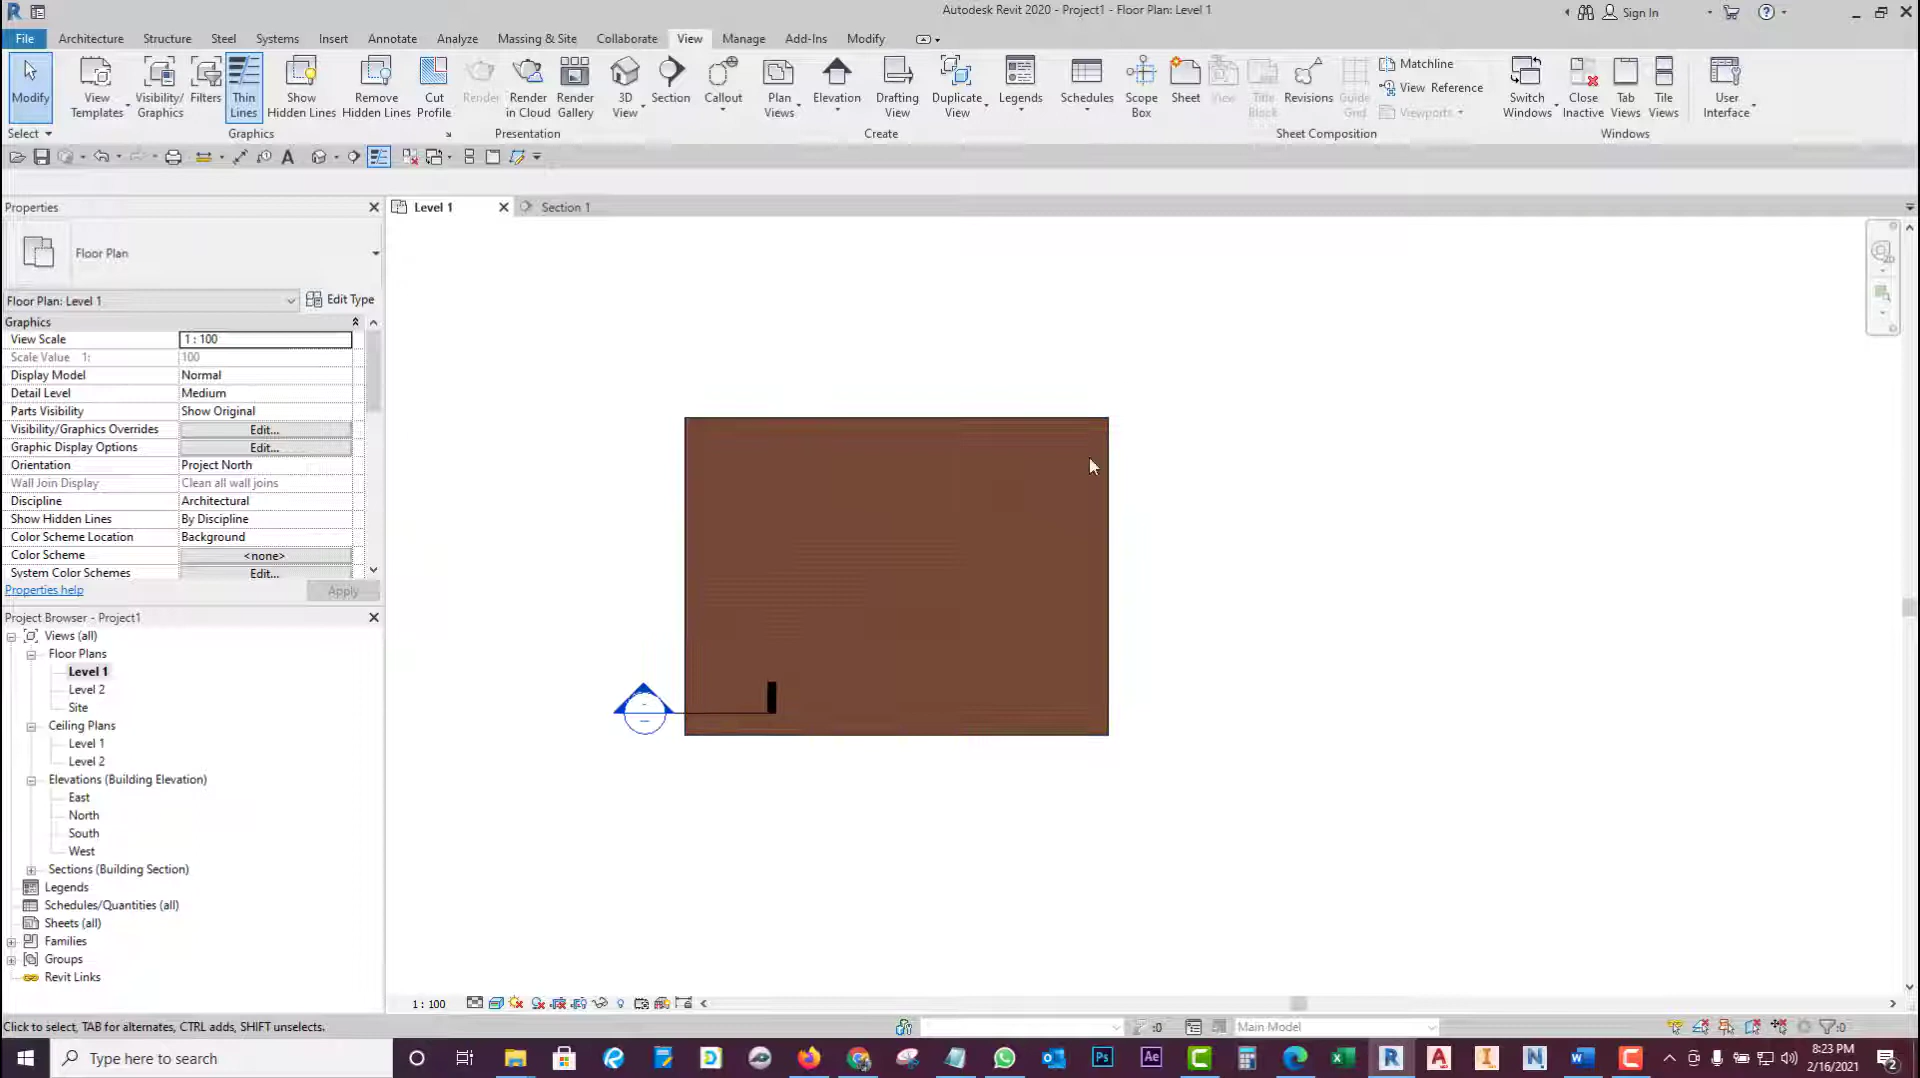 Autodesk Revit 2020 - Project1 - Floor Plan: Level 1
Sign In
File Architecture Structure Steel Systems Insert Annotate Analyze Massing & Site Collaborate View Manage Add-Ins Modify
Modify
View Templates
Visibility/ Graphics
Filters
Thin Lines
Show Hidden Lines
Remove Hidden Lines
Cut Profile
Render
Render in Cloud
Render Gallery
3D View
Section
Callout
Plan Views
Elevation
Drafting View
Duplicate View
Legends
Schedules
Scope Box
Sheet
View
Title Block
Revisions
Guide Grid
Matchline
View Reference
Viewports
Switch Windows
Close Inactive
Tab Views
Tile Views
User Interface
Select Graphics Presentation Create Sheet Composition Windows
Properties
Level 1
Section 1
Floor Plan
Floor Plan: Level 1
Edit Type
Graphics
View Scale 1 : 100
Scale Value 1: 100
Display Model Normal
Detail Level Medium
Parts Visibility Show Original
Visibility/Graphics Overrides Edit...
Graphic Display Options Edit...
Orientation Project North
Wall Join Display Clean all wall joins
Discipline Architectural
Show Hidden Lines By Discipline
Color Scheme Location Background
Color Scheme <none>
System Color Schemes Edit...
Properties help
Apply
Project Browser - Project1
Views (all)
Floor Plans
Level 1
Level 2
Site
Ceiling Plans
Level 1
Level 2
Elevations (Building Elevation)
East
North
South
West
Sections (Building Section)
Legends
Schedules/Quantities (all)
Sheets (all)
Families
Groups
Revit Links
1 : 100
Click to select, TAB for alternates, CTRL adds, SHIFT unselects.
:0
Main Model
:0
Type here to search
8:23 PM
2/16/2021